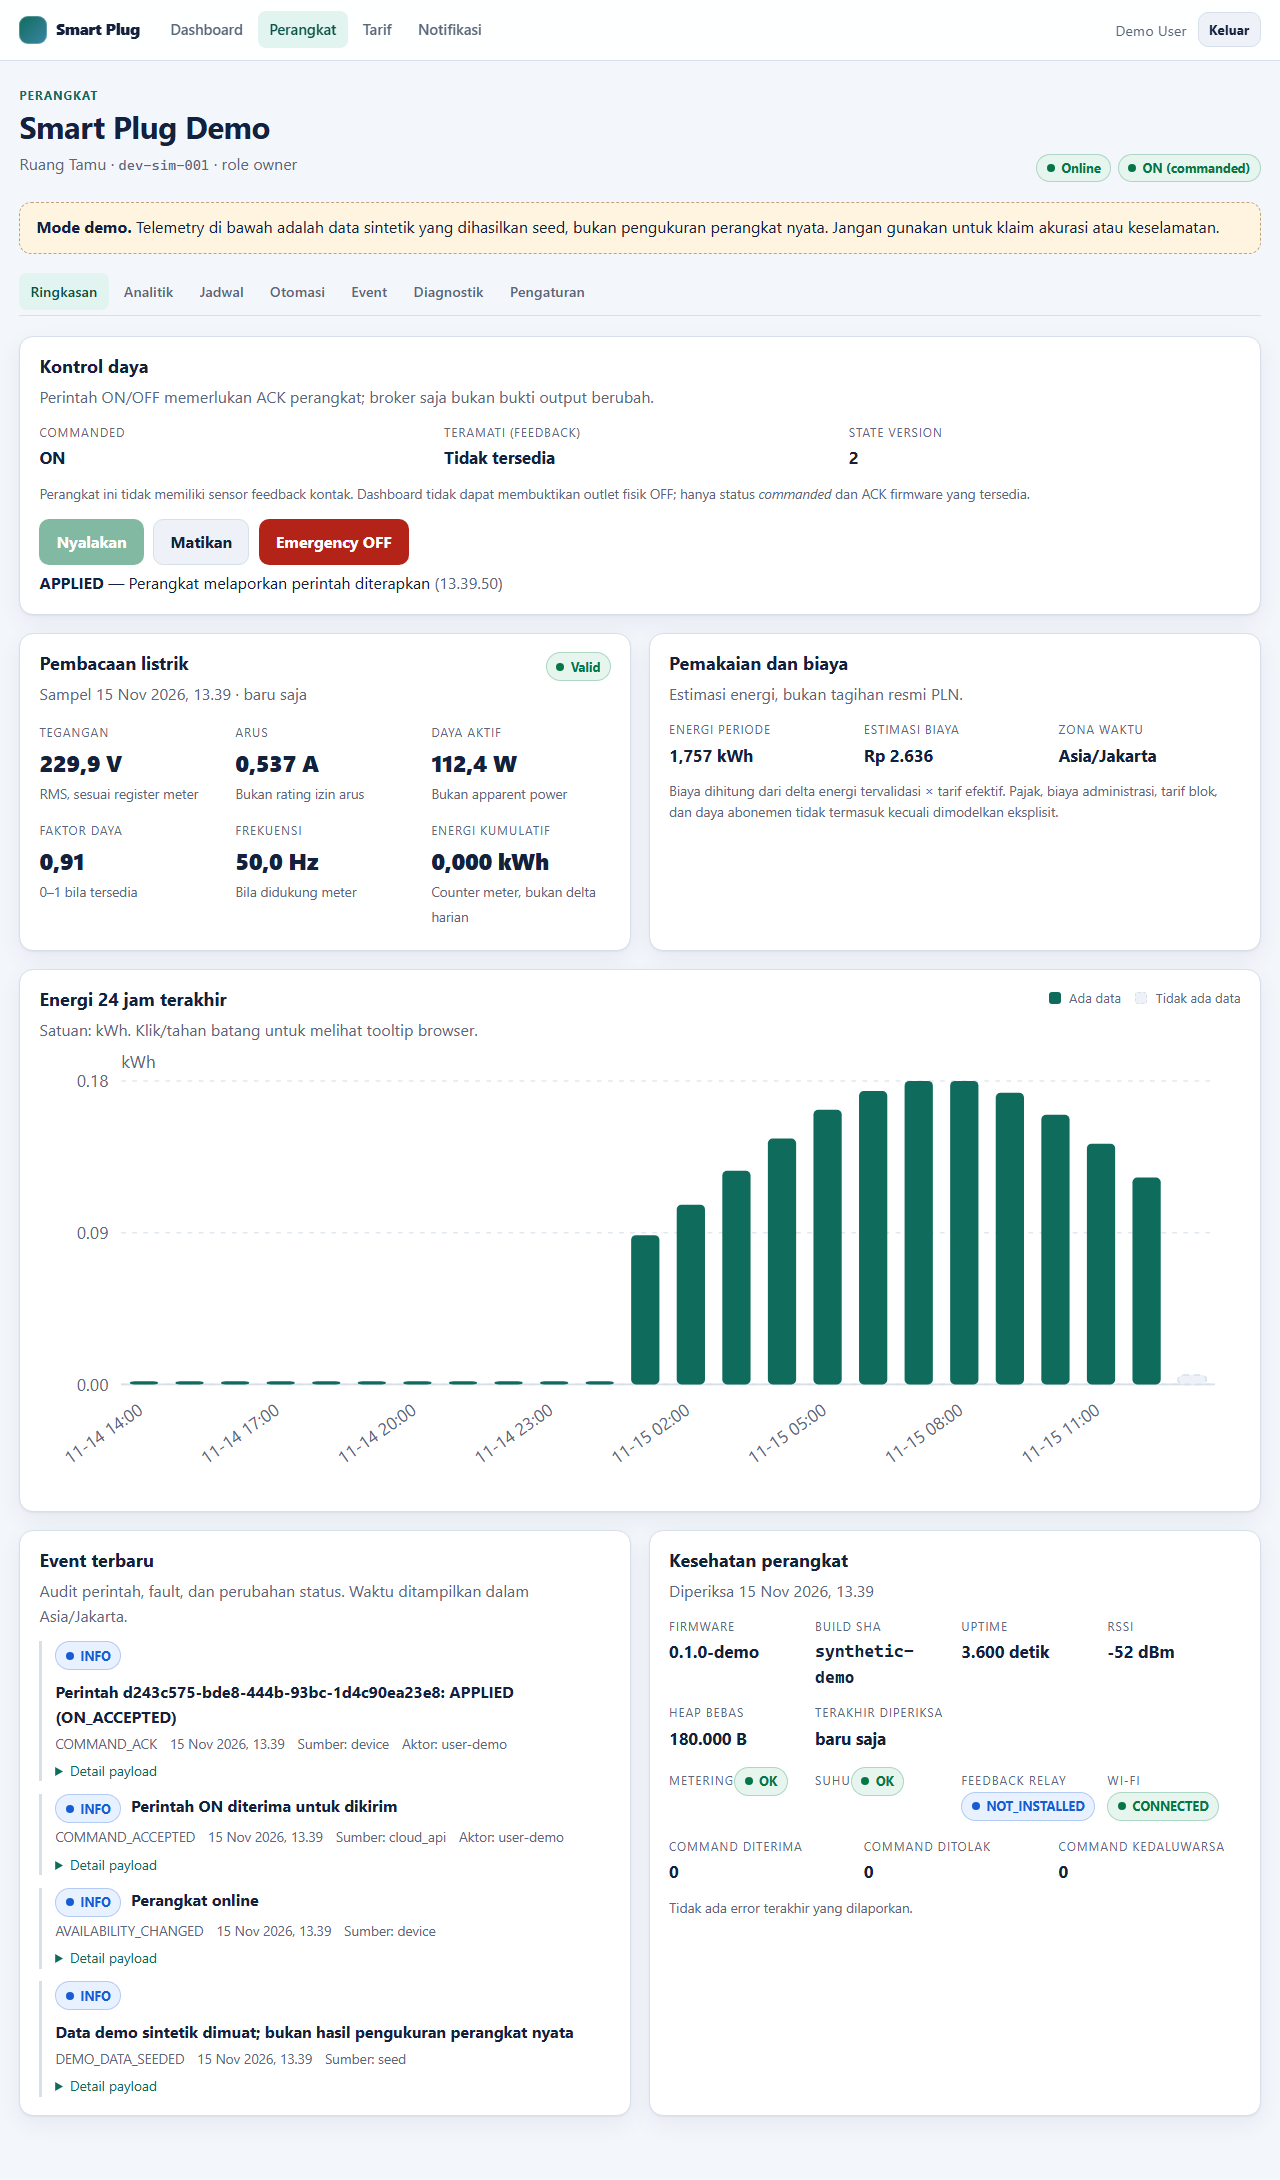 Smart Plug Dashboard Perangkat Tarif Notifikasi Demo User Keluar
PERANGKAT
Smart Plug Demo
Ruang Tamu · dev-sim-001 · role owner
Online ON (commanded)
Mode demo. Telemetry di bawah adalah data sintetik yang dihasilkan seed, bukan pengukuran perangkat nyata. Jangan gunakan untuk klaim akurasi atau keselamatan.
Ringkasan Analitik Jadwal Otomasi Event Diagnostik Pengaturan
Kontrol daya
Perintah ON/OFF memerlukan ACK perangkat; broker saja bukan bukti output berubah.
COMMANDED TERAMATI (FEEDBACK) STATE VERSION
ON Tidak tersedia 2
Perangkat ini tidak memiliki sensor feedback kontak. Dashboard tidak dapat membuktikan outlet fisik OFF; hanya status commanded dan ACK firmware yang tersedia.
Nyalakan Matikan Emergency OFF
APPLIED — Perangkat melaporkan perintah diterapkan (13.39.50)
Pembacaan listrik
Valid
Sampel 15 Nov 2026, 13.39 · baru saja
TEGANGAN ARUS DAYA AKTIF
229,9 V 0,537 A 112,4 W
RMS, sesuai register meter Bukan rating izin arus Bukan apparent power
FAKTOR DAYA FREKUENSI ENERGI KUMULATIF
0,91 50,0 Hz 0,000 kWh
0–1 bila tersedia Bila didukung meter Counter meter, bukan delta
harian
Pemakaian dan biaya
Estimasi energi, bukan tagihan resmi PLN.
ENERGI PERIODE ESTIMASI BIAYA ZONA WAKTU
1,757 kWh Rp 2.636 Asia/Jakarta
Biaya dihitung dari delta energi tervalidasi × tarif efektif. Pajak, biaya administrasi, tarif blok,
dan daya abonemen tidak termasuk kecuali dimodelkan eksplisit.
Energi 24 jam terakhir
Ada data Tidak ada data
Satuan: kWh. Klik/tahan batang untuk melihat tooltip browser.
kWh
0.18
0.09
0.00
11-14 14:00 11-14 17:00 11-14 20:00 11-14 23:00 11-15 02:00 11-15 05:00 11-15 08:00 11-15 11:00
Event terbaru
Audit perintah, fault, dan perubahan status. Waktu ditampilkan dalam
Asia/Jakarta.
INFO
Perintah d243c575-bde8-444b-93bc-1d4c90ea23e8: APPLIED
(ON_ACCEPTED)
COMMAND_ACK 15 Nov 2026, 13.39 Sumber: device Aktor: user-demo
Detail payload
INFO Perintah ON diterima untuk dikirim
COMMAND_ACCEPTED 15 Nov 2026, 13.39 Sumber: cloud_api Aktor: user-demo
Detail payload
INFO Perangkat online
AVAILABILITY_CHANGED 15 Nov 2026, 13.39 Sumber: device
Detail payload
INFO
Data demo sintetik dimuat; bukan hasil pengukuran perangkat nyata
DEMO_DATA_SEEDED 15 Nov 2026, 13.39 Sumber: seed
Detail payload
Kesehatan perangkat
Diperiksa 15 Nov 2026, 13.39
FIRMWARE BUILD SHA UPTIME RSSI
0.1.0-demo synthetic- 3.600 detik -52 dBm
demo
HEAP BEBAS TERAKHIR DIPERIKSA
180.000 B baru saja
METERING OK SUHU OK FEEDBACK RELAY WI-FI
NOT_INSTALLED CONNECTED
COMMAND DITERIMA COMMAND DITOLAK COMMAND KEDALUWARSA
0 0 0
Tidak ada error terakhir yang dilaporkan.